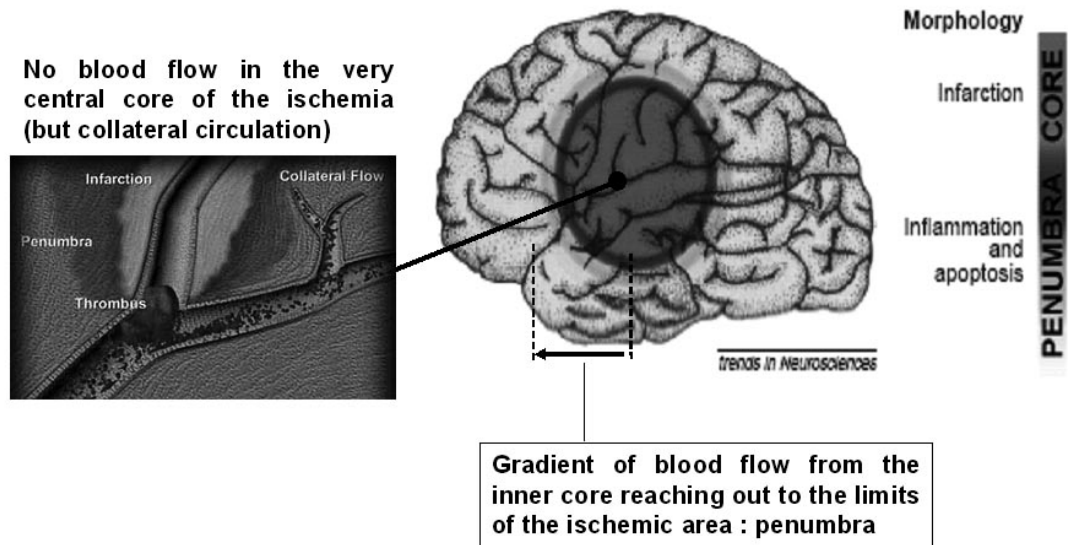 No blood flow in the very
central core of the ischemia
(but collateral circulation)
Infarction
Collateral Flow
Penumbra
Thrombus
Morphology
Infarction
Inflammation
and
apoptosis
PENUMBRA CORE
trends in Neurosciences
Gradient of blood flow from the
inner core reaching out to the limits
of the ischemic area : penumbra